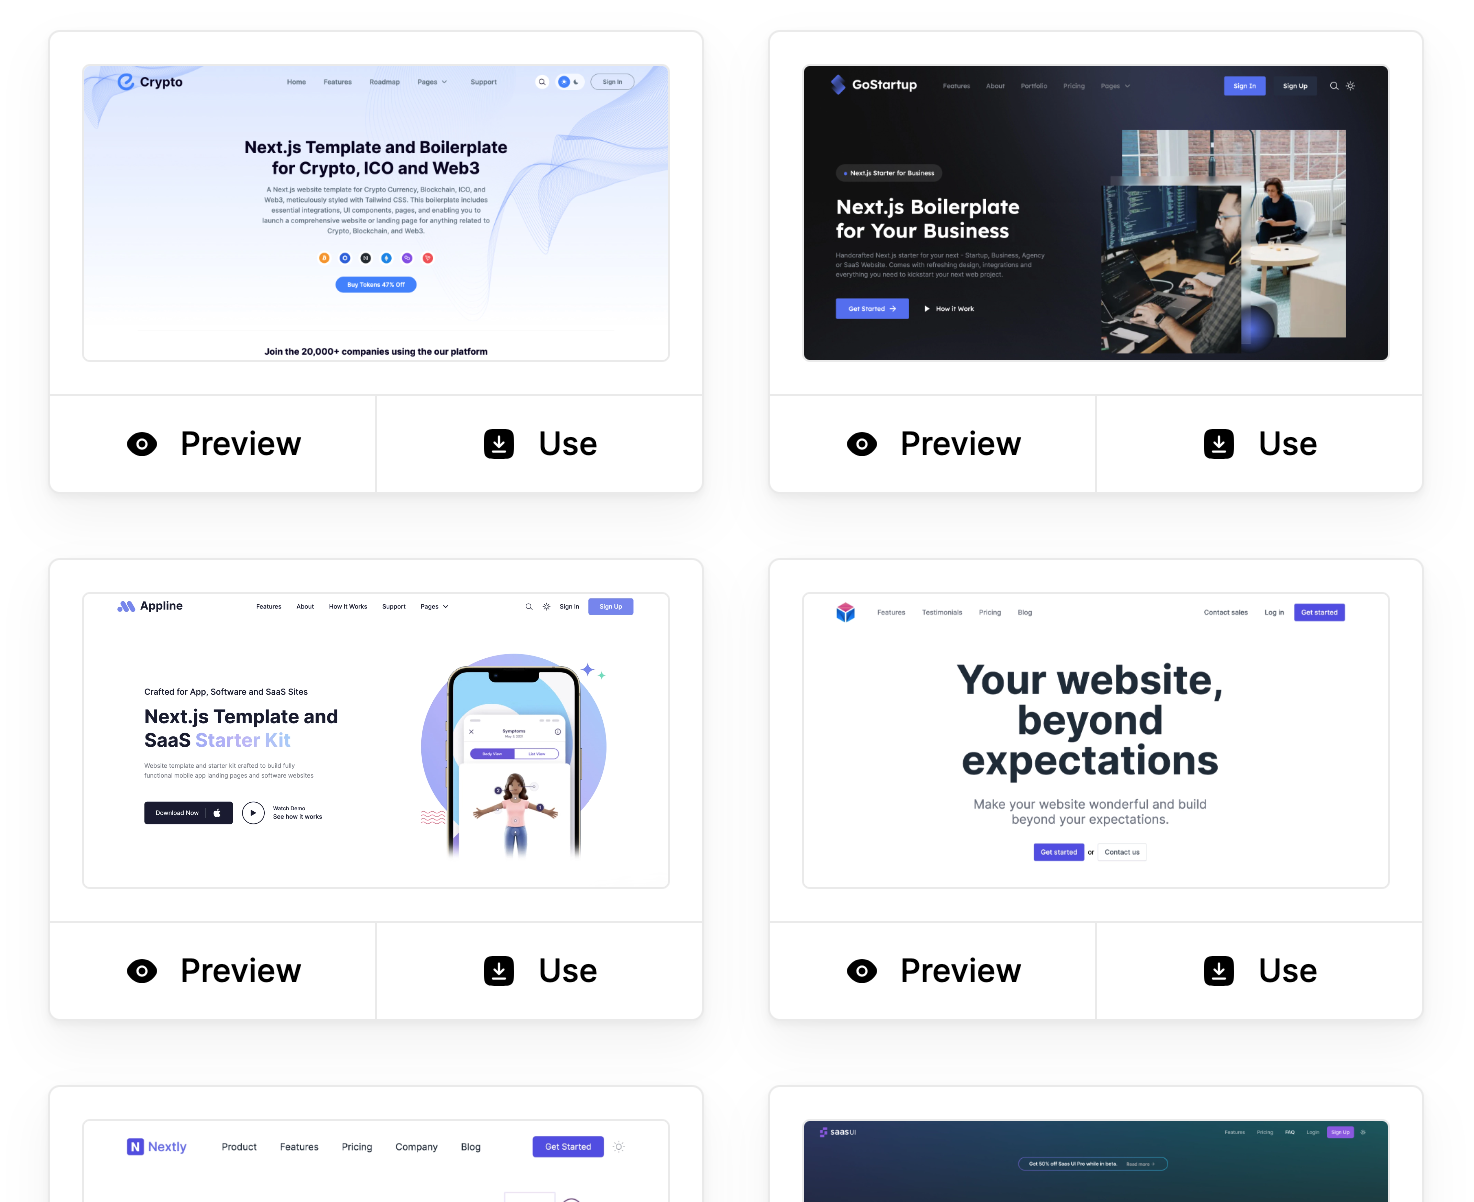 Crypto
Home Features Roadmap Pages Support Sign In
Next.js Template and Boilerplate
for Crypto, ICO and Web3
A Next.js website template for Crypto Currency, Blockchain, ICO, and
Web3, meticulously styled with Tailwind CSS. This boilerplate includes
essential integrations, UI components, pages, and enabling you to
launch a comprehensive website or landing page for anything related to
Crypto, Blockchain, and Web3.
Buy Tokens 47% Off
Join the 20,000+ companies using the our platform
Preview Use
GoStartup
Features About Portfolio Pricing Pages Sign In Sign Up
Next.js Starter for Business
Next.js Boilerplate
for Your Business
Handcrafted Next.js starter for your next - Startup, Business, Agency
or SaaS Website. Comes with refreshing design, integrations and
everything you need to kickstart your next web project.
Get Started How it Work
Preview Use
Appline
Features About How It Works Support Pages Sign In Sign Up
Crafted for App, Software and SaaS Sites
Next.js Template and
SaaS Starter Kit
Website template and starter kit crafted to build fully
functional mobile app landing pages and software websites
Download Now
Watch Demo
See how it works
Symptoms
Body View List View
Preview Use
Features Testimonials Pricing Blog Contact sales Log in Get started
Your website,
beyond
expectations
Make your website wonderful and build
beyond your expectations.
Get started or Contact us
Preview Use
N Nextly
Product Features Pricing Company Blog Get Started
saasUI
Features Pricing FAQ Login Sign Up
Get 50% off Saas UI Pro while in beta. Read more